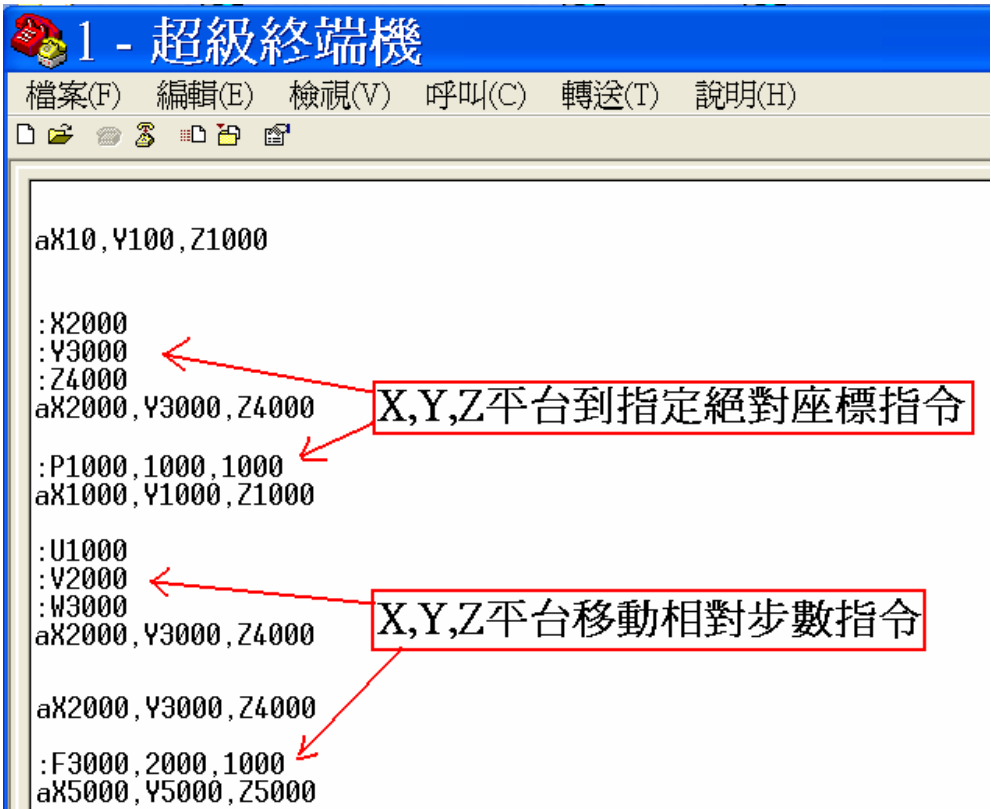 1 - 超級終端機
檔案(F) 編輯(E) 檢視(V) 呼叫(C) 轉送(T) 說明(H)
aX10,Y100,Z1000
:X2000
:Y3000
:Z4000
aX2000,Y3000,Z4000
X,Y,Z平台到指定絕對座標指令
:P1000,1000,1000
aX1000,Y1000,Z1000
:U1000
:V2000
:W3000
aX2000,Y3000,Z4000
X,Y,Z平台移動相對步數指令
aX2000,Y3000,Z4000
:F3000,2000,1000
aX5000,Y5000,Z5000